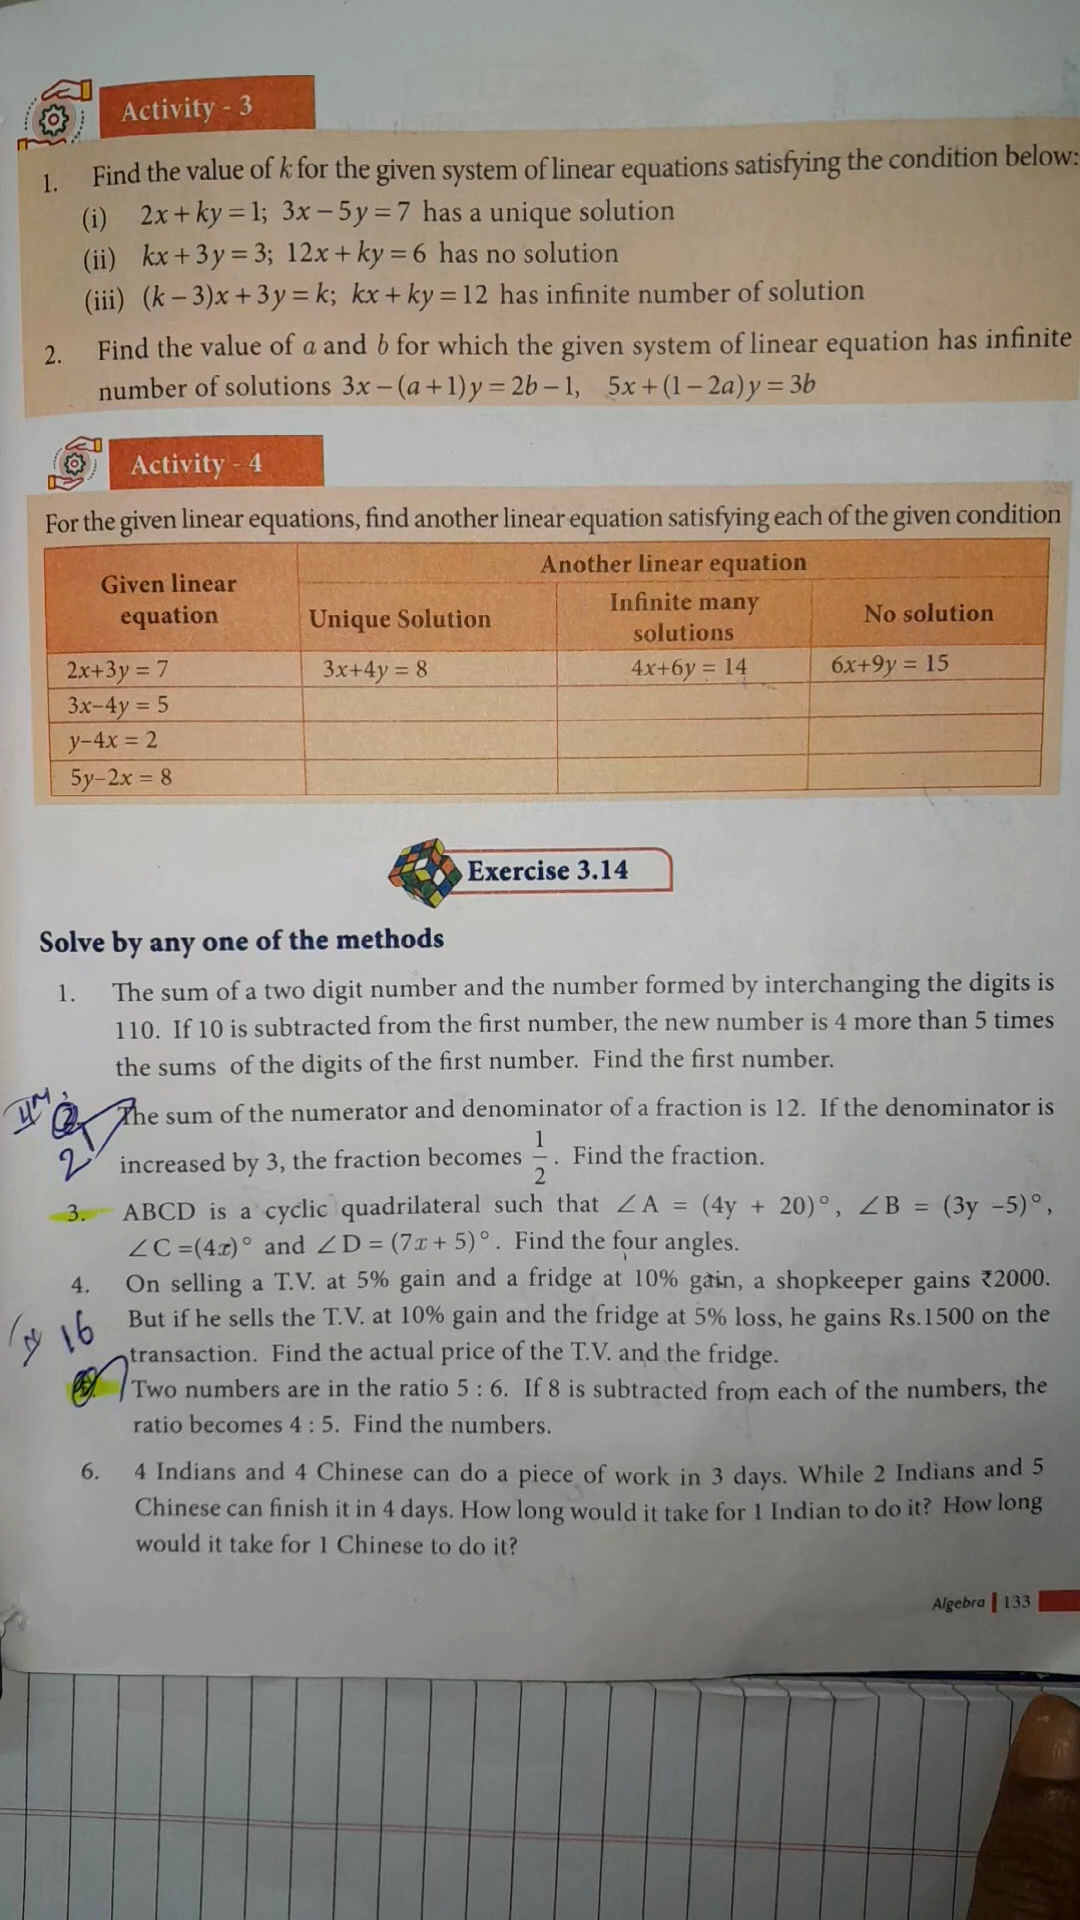 Activity - 3
1. Find the value of k for the given system of linear equations satisfying the condition below:
(i) 2x + ky = 1; 3x – 5y = 7 has a unique solution
(ii) kx + 3y = 3; 12x + ky = 6 has no solution
(iii) (k – 3)x + 3y = k; kx + ky = 12 has infinite number of solution
2. Find the value of a and b for which the given system of linear equation has infinite
number of solutions 3x – (a + 1)y = 2b – 1, 5x + (1 – 2a)y = 3b
Activity - 4
For the given linear equations, find another linear equation satisfying each of the given condition
Given linear equation
Another linear equation
Unique Solution
Infinite many solutions
No solution
2x+3y = 7 3x+4y = 8 4x+6y = 14 6x+9y = 15
3x–4y = 5
y–4x = 2
5y–2x = 8
Exercise 3.14
Solve by any one of the methods
1. The sum of a two digit number and the number formed by interchanging the digits is
110. If 10 is subtracted from the first number, the new number is 4 more than 5 times
the sums of the digits of the first number. Find the first number.
2 The sum of the numerator and denominator of a fraction is 12. If the denominator is
2 increased by 3, the fraction becomes 1/2. Find the fraction.
3. ABCD is a cyclic quadrilateral such that ∠A = (4y + 20)°, ∠B = (3y –5)°,
∠C =(4x)° and ∠D = (7x + 5)°. Find the four angles.
4. On selling a T.V. at 5% gain and a fridge at 10% gain, a shopkeeper gains ₹2000.
But if he sells the T.V. at 10% gain and the fridge at 5% loss, he gains Rs.1500 on the
16 transaction. Find the actual price of the T.V. and the fridge.
Two numbers are in the ratio 5 : 6. If 8 is subtracted from each of the numbers, the
ratio becomes 4 : 5. Find the numbers.
6. 4 Indians and 4 Chinese can do a piece of work in 3 days. While 2 Indians and 5
Chinese can finish it in 4 days. How long would it take for 1 Indian to do it? How long
would it take for 1 Chinese to do it?
Algebra | 133